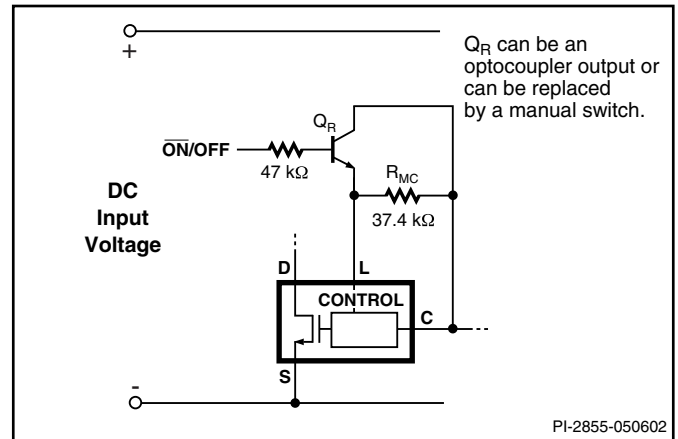 +
Q_R can be an
optocoupler output or
can be replaced
by a manual switch.
Q_R
O̅N̅/OFF
47 kΩ
R_MC
37.4 kΩ
DC
Input
Voltage
D
L
CONTROL
C
S
-
PI-2855-050602